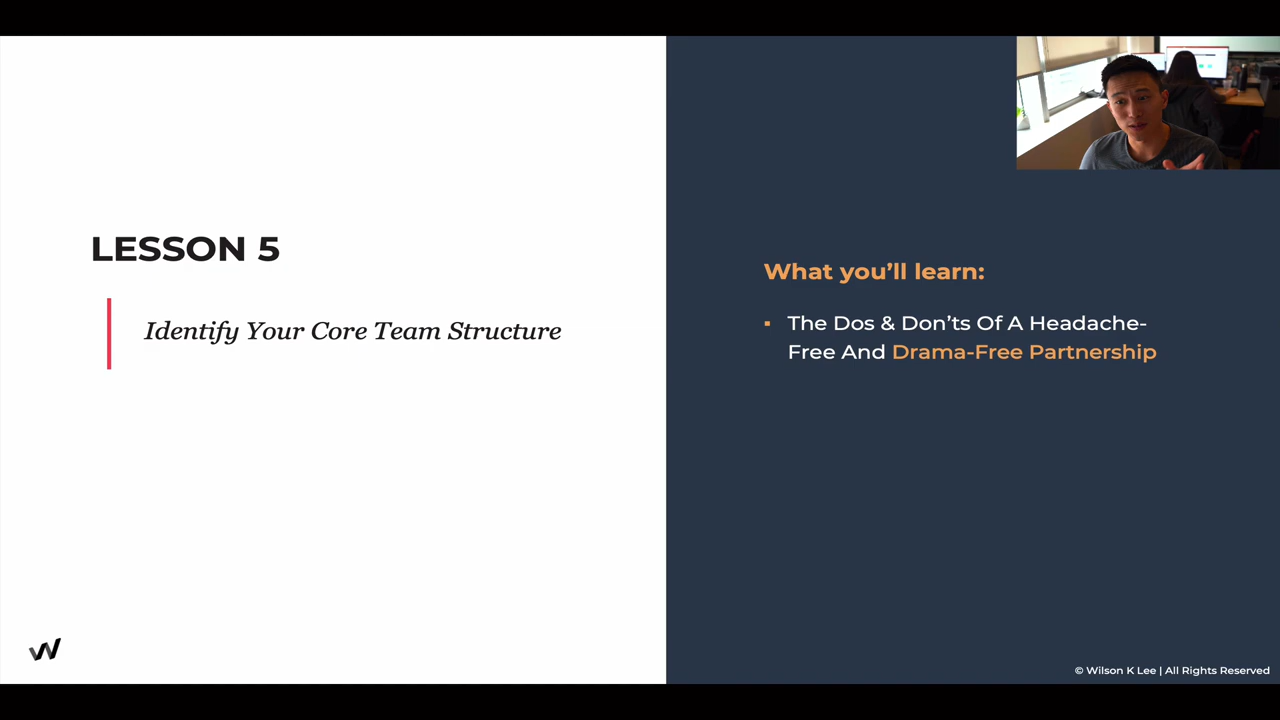 LESSON 5
Identify Your Core Team Structure
What you'll learn:
▪ The Dos & Don'ts Of A Headache-
Free And Drama-Free Partnership
© Wilson K Lee | All Rights Reserved